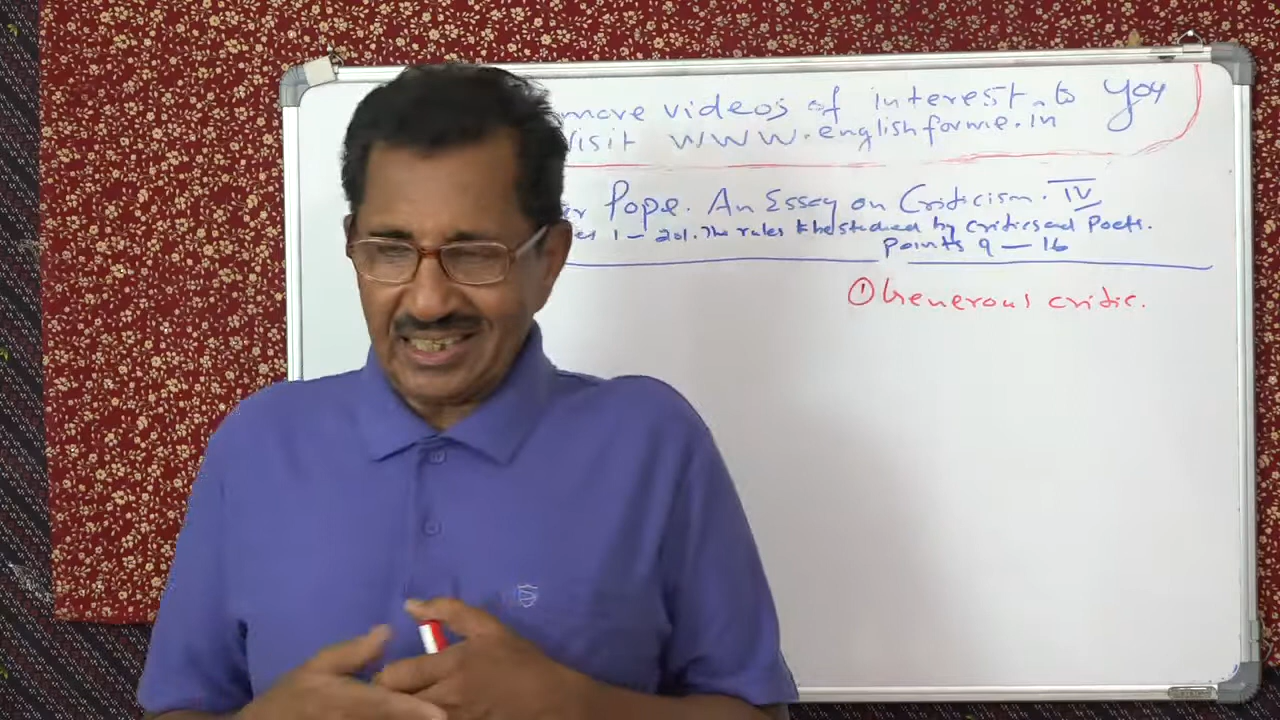 more videos of interest to you
Visit www.englishforme.in
Pope. An Essay on Criticism. IV
1 - 201. The rules to be studied by critics and Poets.
Points 9 - 16
① Generous critic.